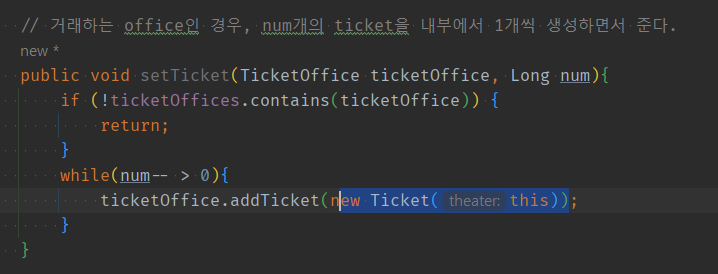 // 거래하는 office인 경우, num개의 ticket을 내부에서 1개씩 생성하면서 준다.
new *
public void setTicket(TicketOffice ticketOffice, Long num){
if (!ticketOffices.contains(ticketOffice)) {
return;
}
while(num-- > 0){
ticketOffice.addTicket(new Ticket( theater: this));
}
}